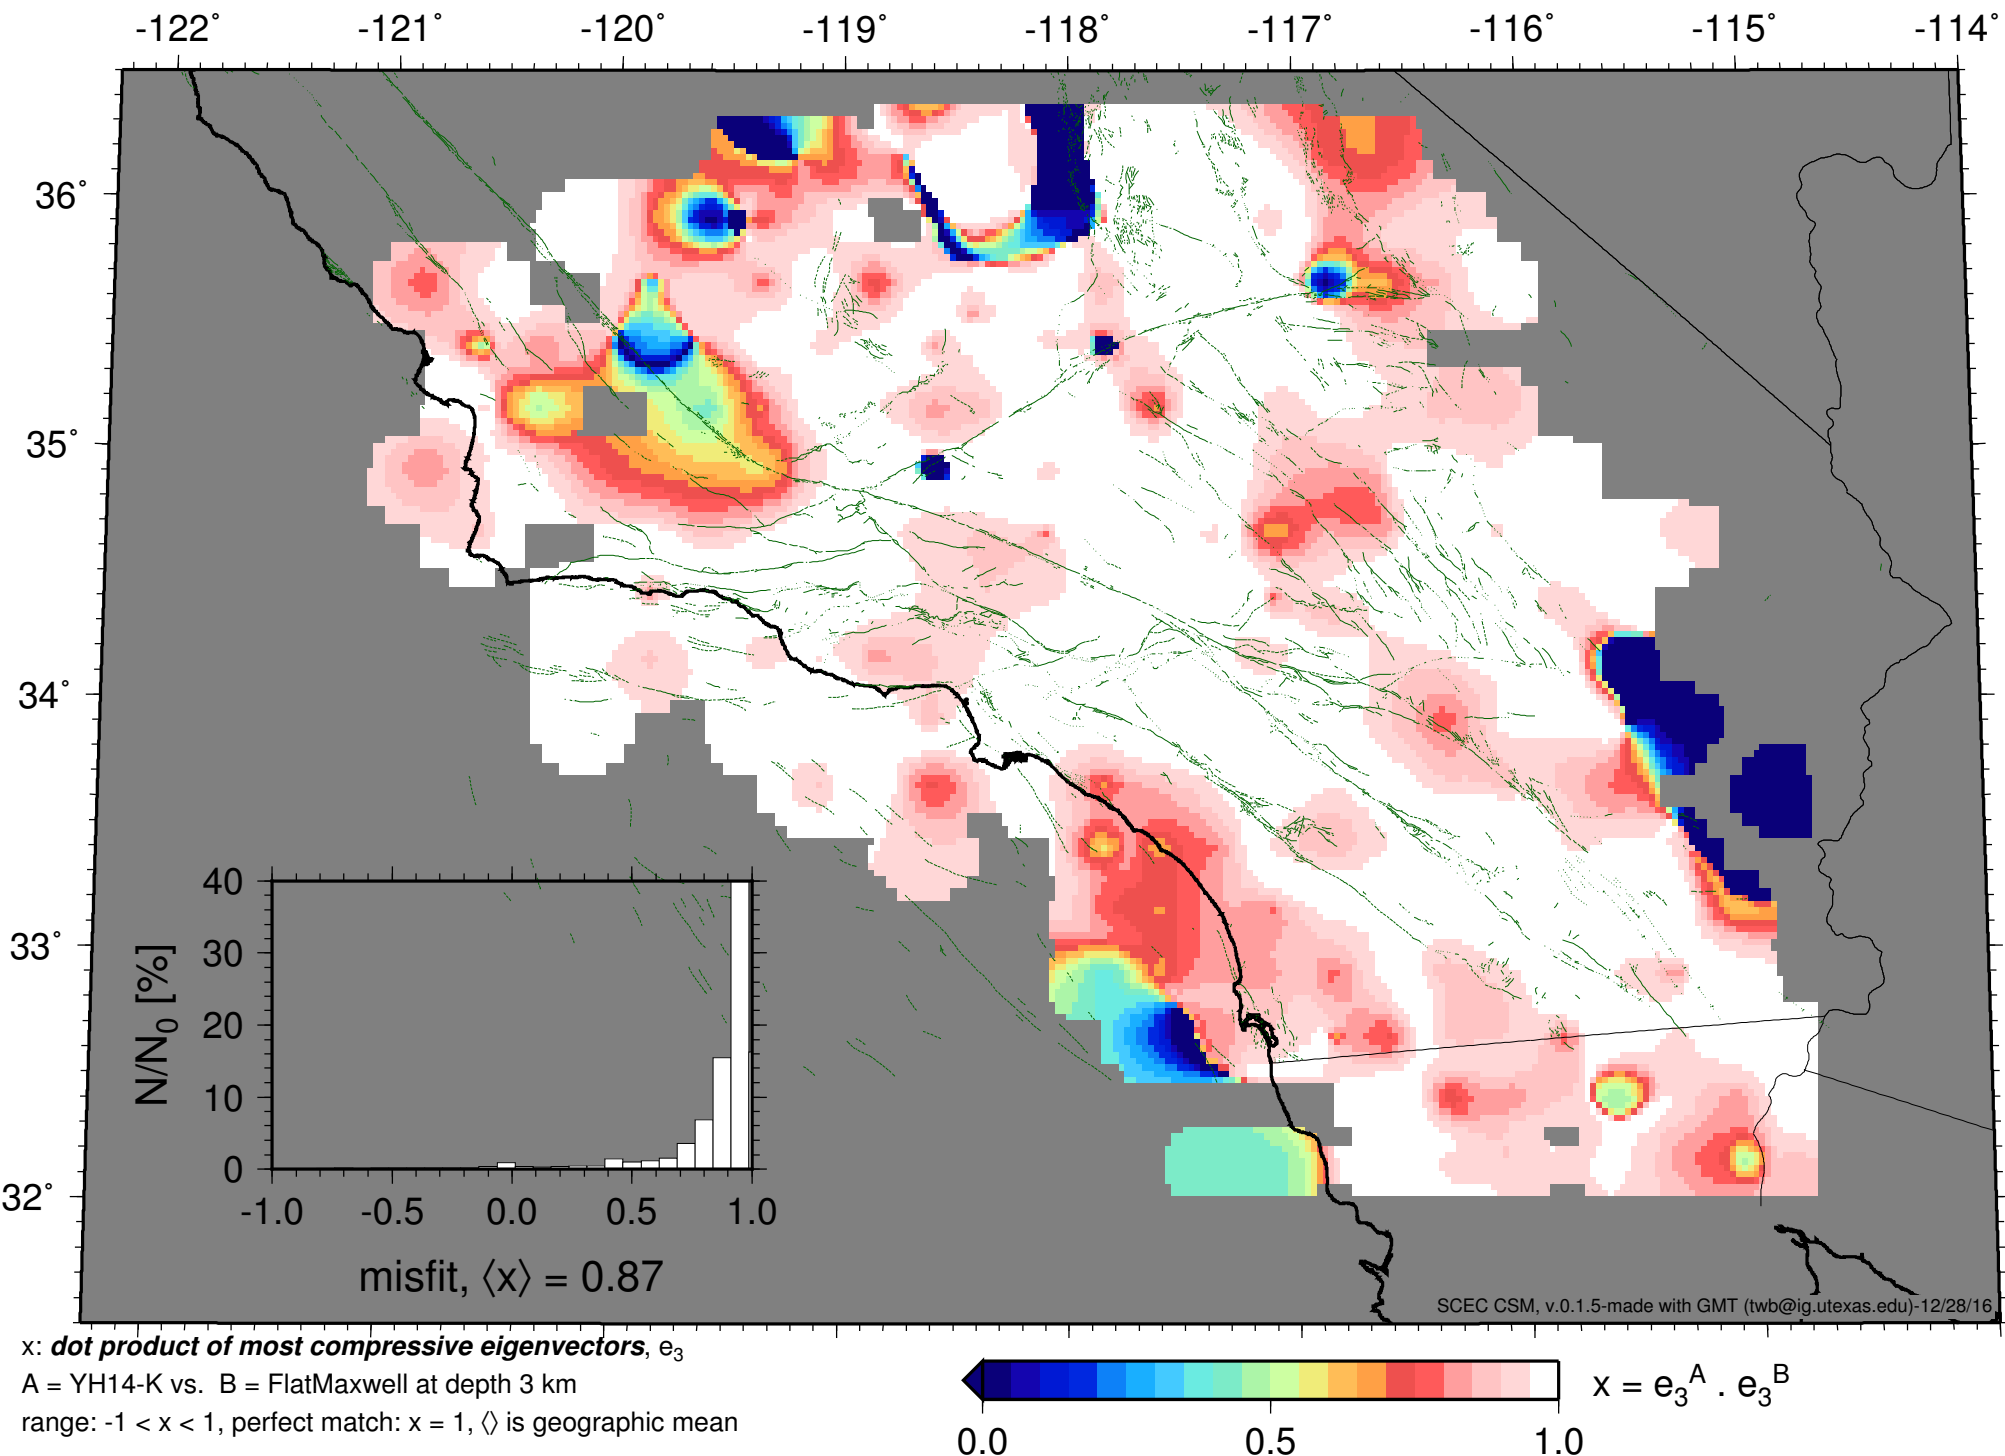 -122˚ -121˚ -120˚ -119˚ -118˚ -117˚ -116˚ -115˚ -114˚
36˚
35˚
34˚
33˚
32˚
40
30
20
10
0
N/N0 [%]
-1.0 -0.5 0.0 0.5 1.0
misfit, ⟨x⟩ = 0.87
SCEC CSM, v.0.1.5-made with GMT (twb@ig.utexas.edu)-12/28/16
x: dot product of most compressive eigenvectors, e3
A = YH14-K vs. B = FlatMaxwell at depth 3 km
range: -1 < x < 1, perfect match: x = 1, ⟨⟩ is geographic mean
x = e3^A . e3^B
0.0 0.5 1.0